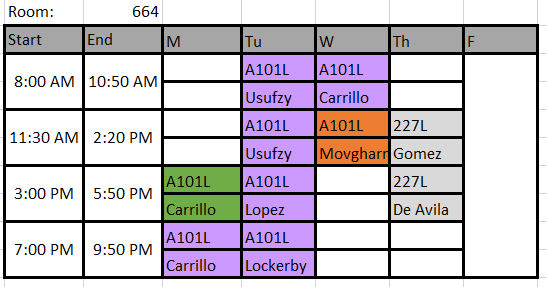 Room: 664
Start End M Tu W Th F
8:00 AM 10:50 AM A101L A101L
Usufzy Carrillo
11:30 AM 2:20 PM A101L A101L 227L
Usufzy Movgharr Gomez
3:00 PM 5:50 PM A101L A101L 227L
Carrillo Lopez De Avila
7:00 PM 9:50 PM A101L A101L
Carrillo Lockerby